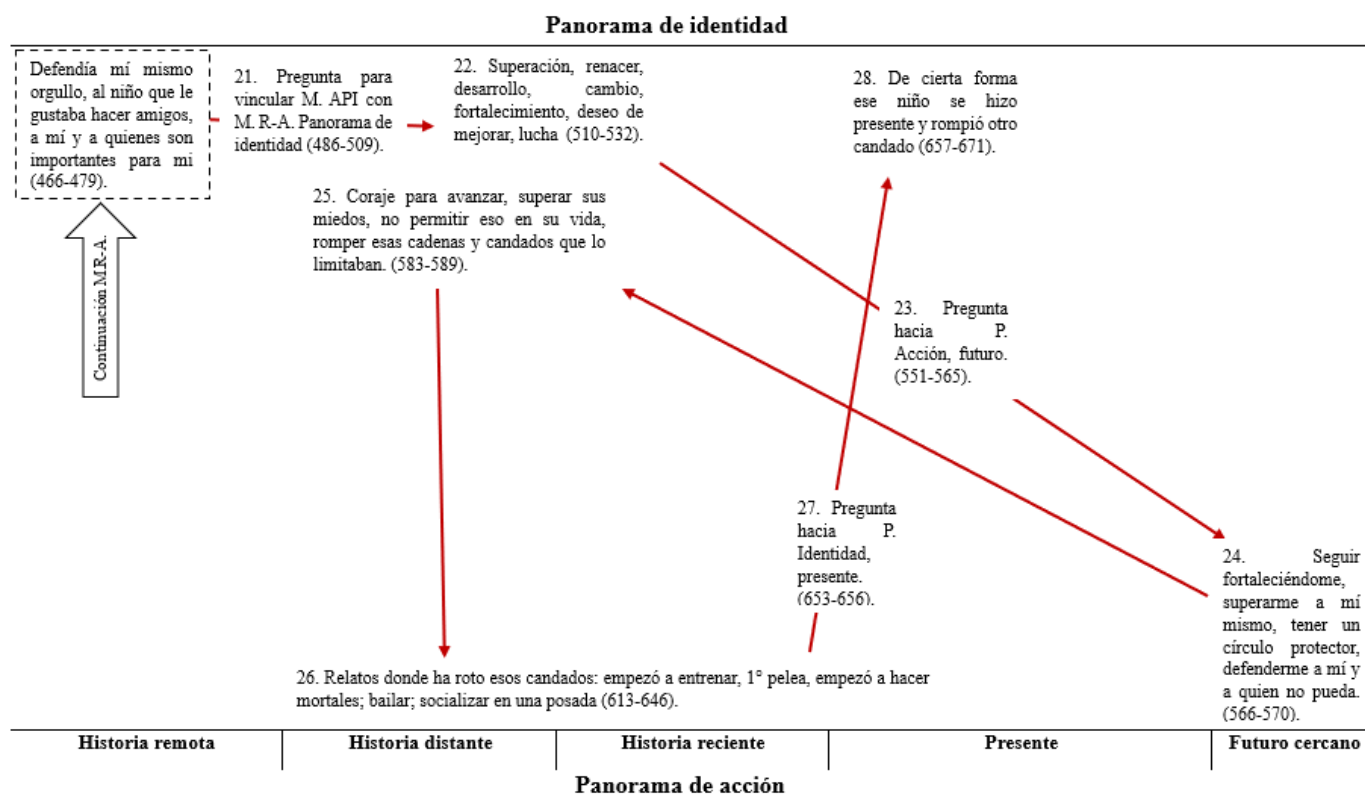 Panorama de identidad
Defendía mí mismo
orgullo, al niño que le
gustaba hacer amigos,
a mí y a quienes son
importantes para mi
(466-479).
Continuación M.R-A.
21. Pregunta para
vincular M. API con
M. R-A. Panorama de
identidad (486-509).
22. Superación, renacer,
desarrollo, cambio,
fortalecimiento, deseo de
mejorar, lucha (510-532).
28. De cierta forma
ese niño se hizo
presente y rompió otro
candado (657-671).
25. Coraje para avanzar, superar sus
miedos, no permitir eso en su vida,
romper esas cadenas y candados que lo
limitaban. (583-589).
23. Pregunta
hacia P.
Acción, futuro.
(551-565).
27. Pregunta
hacia P.
Identidad,
presente.
(653-656).
24. Seguir
fortaleciéndome,
superarme a mí
mismo, tener un
círculo protector,
defenderme a mí y
a quien no pueda.
(566-570).
26. Relatos donde ha roto esos candados: empezó a entrenar, 1° pelea, empezó a hacer
mortales; bailar; socializar en una posada (613-646).
Historia remota
Historia distante
Historia reciente
Presente
Futuro cercano
Panorama de acción